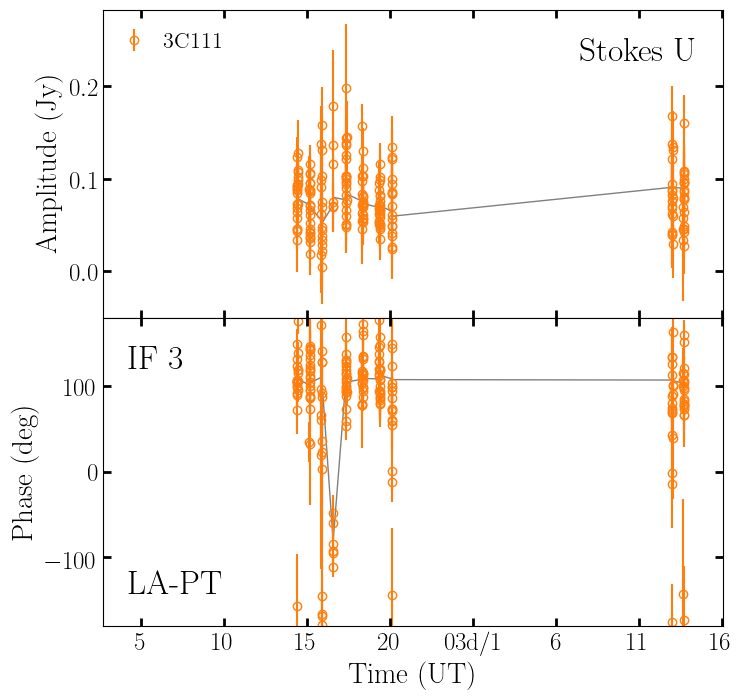 3C111
Stokes U
Amplitude (Jy)
0.2
0.1
0.0
IF 3
LA-PT
Phase (deg)
100
0
−100
5 10 15 20 03d/1 6 11 16
Time (UT)